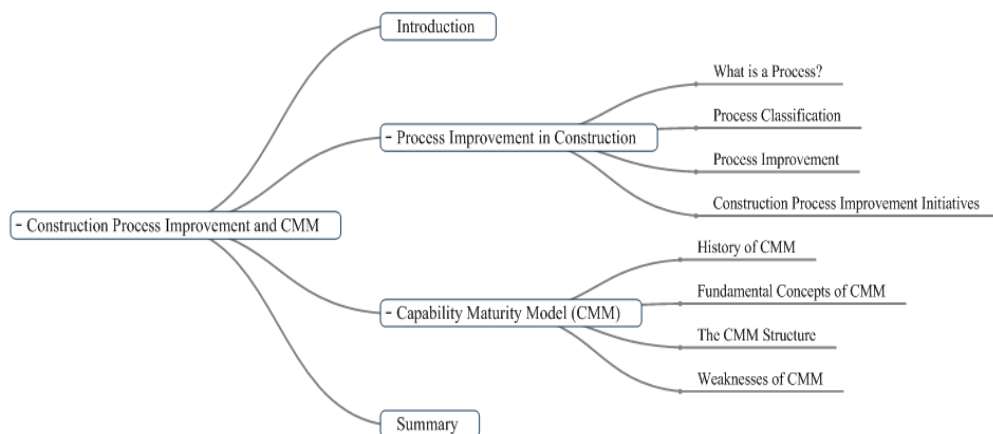 Introduction
What is a Process?
Process Classification
- Process Improvement in Construction
Process Improvement
Construction Process Improvement Initiatives
- Construction Process Improvement and CMM
History of CMM
Fundamental Concepts of CMM
- Capability Maturity Model (CMM)
The CMM Structure
Weaknesses of CMM
Summary